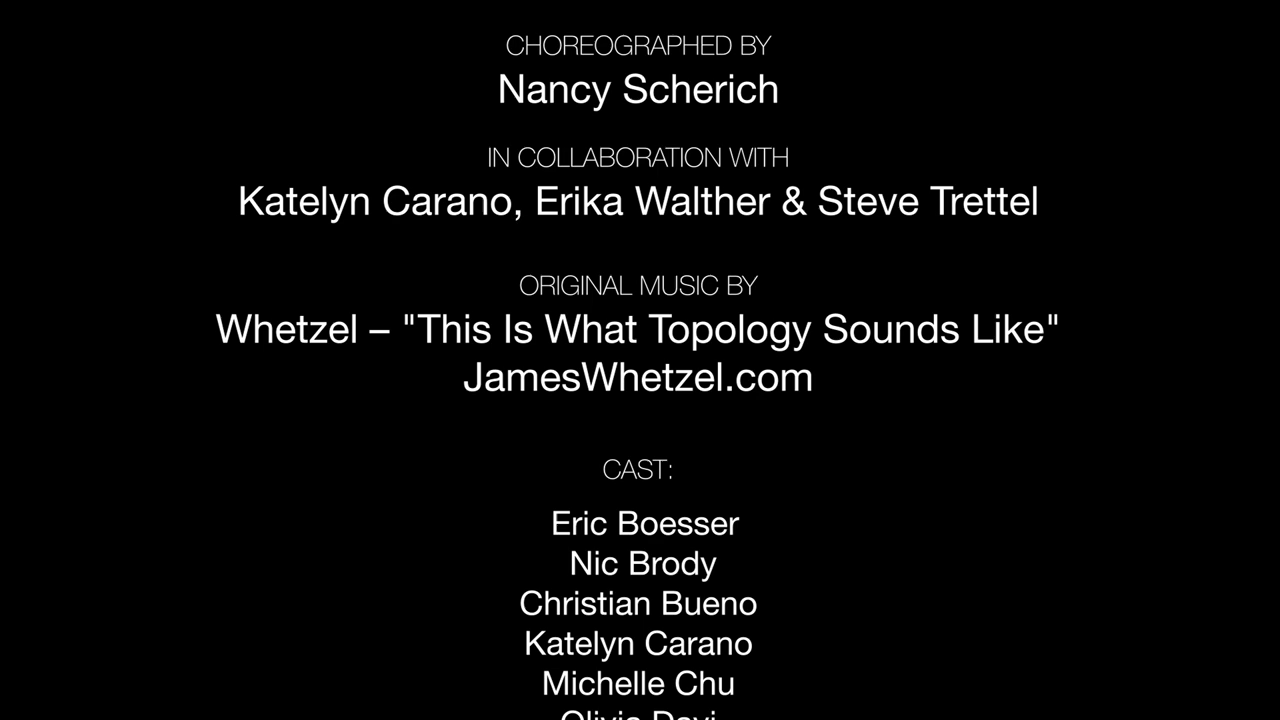 CHOREOGRAPHED BY
Nancy Scherich
IN COLLABORATION WITH
Katelyn Carano, Erika Walther & Steve Trettel
ORIGINAL MUSIC BY
Whetzel – "This Is What Topology Sounds Like"
JamesWhetzel.com
CAST:
Eric Boesser
Nic Brody
Christian Bueno
Katelyn Carano
Michelle Chu